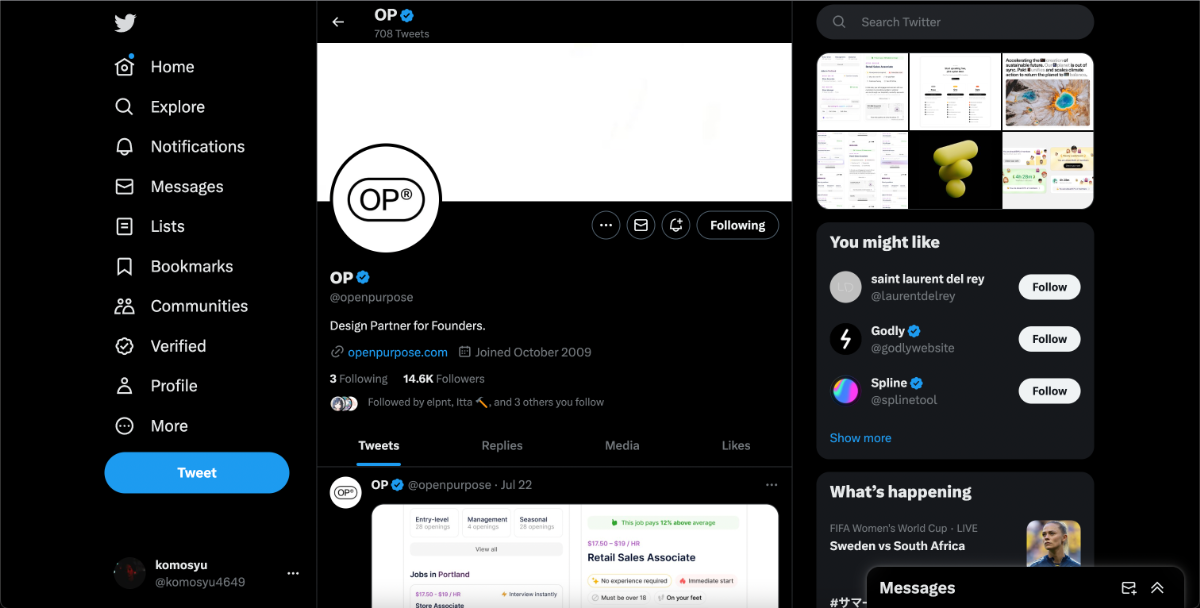 Home
Explore
Notifications
Messages
Lists
Bookmarks
Communities
Verified
Profile
More
Tweet
komosyu
@komosyu4649
OP
708 Tweets
OP®
Following
OP
@openpurpose
Design Partner for Founders.
openpurpose.com Joined October 2009
3 Following 14.6K Followers
Followed by elpnt, Itta 🔨, and 3 others you follow
Tweets Replies Media Likes
OP®
OP @openpurpose · Jul 22
Entry-level Management Seasonal
28 openings 4 openings 28 openings
View all
Jobs in Portland
$17.50 – $19 / HR Interview instantly
Store Associate
This job pays 12% above average
$17.50 – $19 / HR
Retail Sales Associate
No experience required Immediate start
Must be over 18 On your feet
Search Twitter
You might like
saint laurent del rey
@laurentdelrey
Follow
Godly
@godlywebsite
Follow
Spline
@splinetool
Follow
Show more
What's happening
FIFA Women's World Cup · LIVE
Sweden vs South Africa
#サマー
Messages